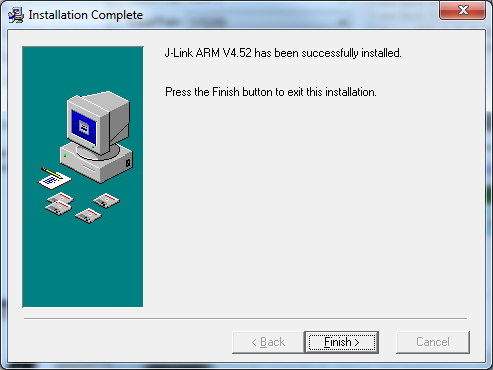 Installation Complete
J-Link ARM V4.52 has been successfully installed.
Press the Finish button to exit this installation.
< Back
Finish >
Cancel